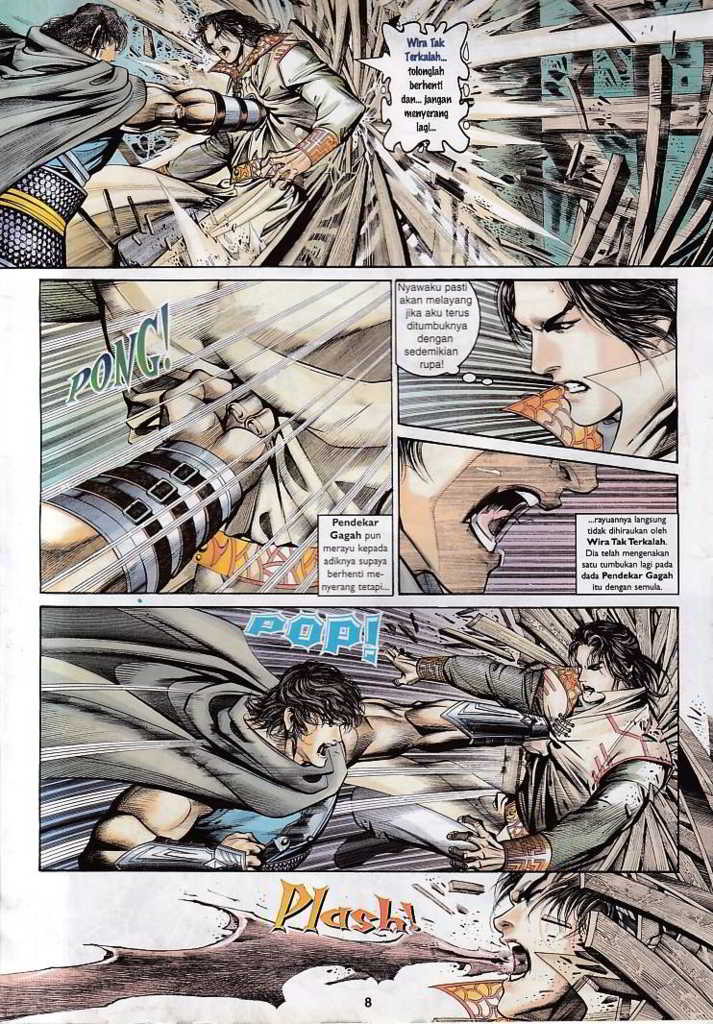 Wira Tak
Terkalah...
tolonglah
berhenti
dan... jangan
menyerang
lagi...
PONG!
Pendekar
Gagah pun
merayu kepada
adiknya supaya
berhenti me-
nyerang tetapi...
Nyawaku pasti
akan melayang
jika aku terus
ditumbuknya
dengan
sedemikian
rupa!
...rayuannya langsung
tidak dihiraukan oleh
Wira Tak Terkalah.
Dia telah mengenakan
satu tumbukan lagi pada
dada Pendekar Gagah
itu dengan semula.
POP!
Plash!
8